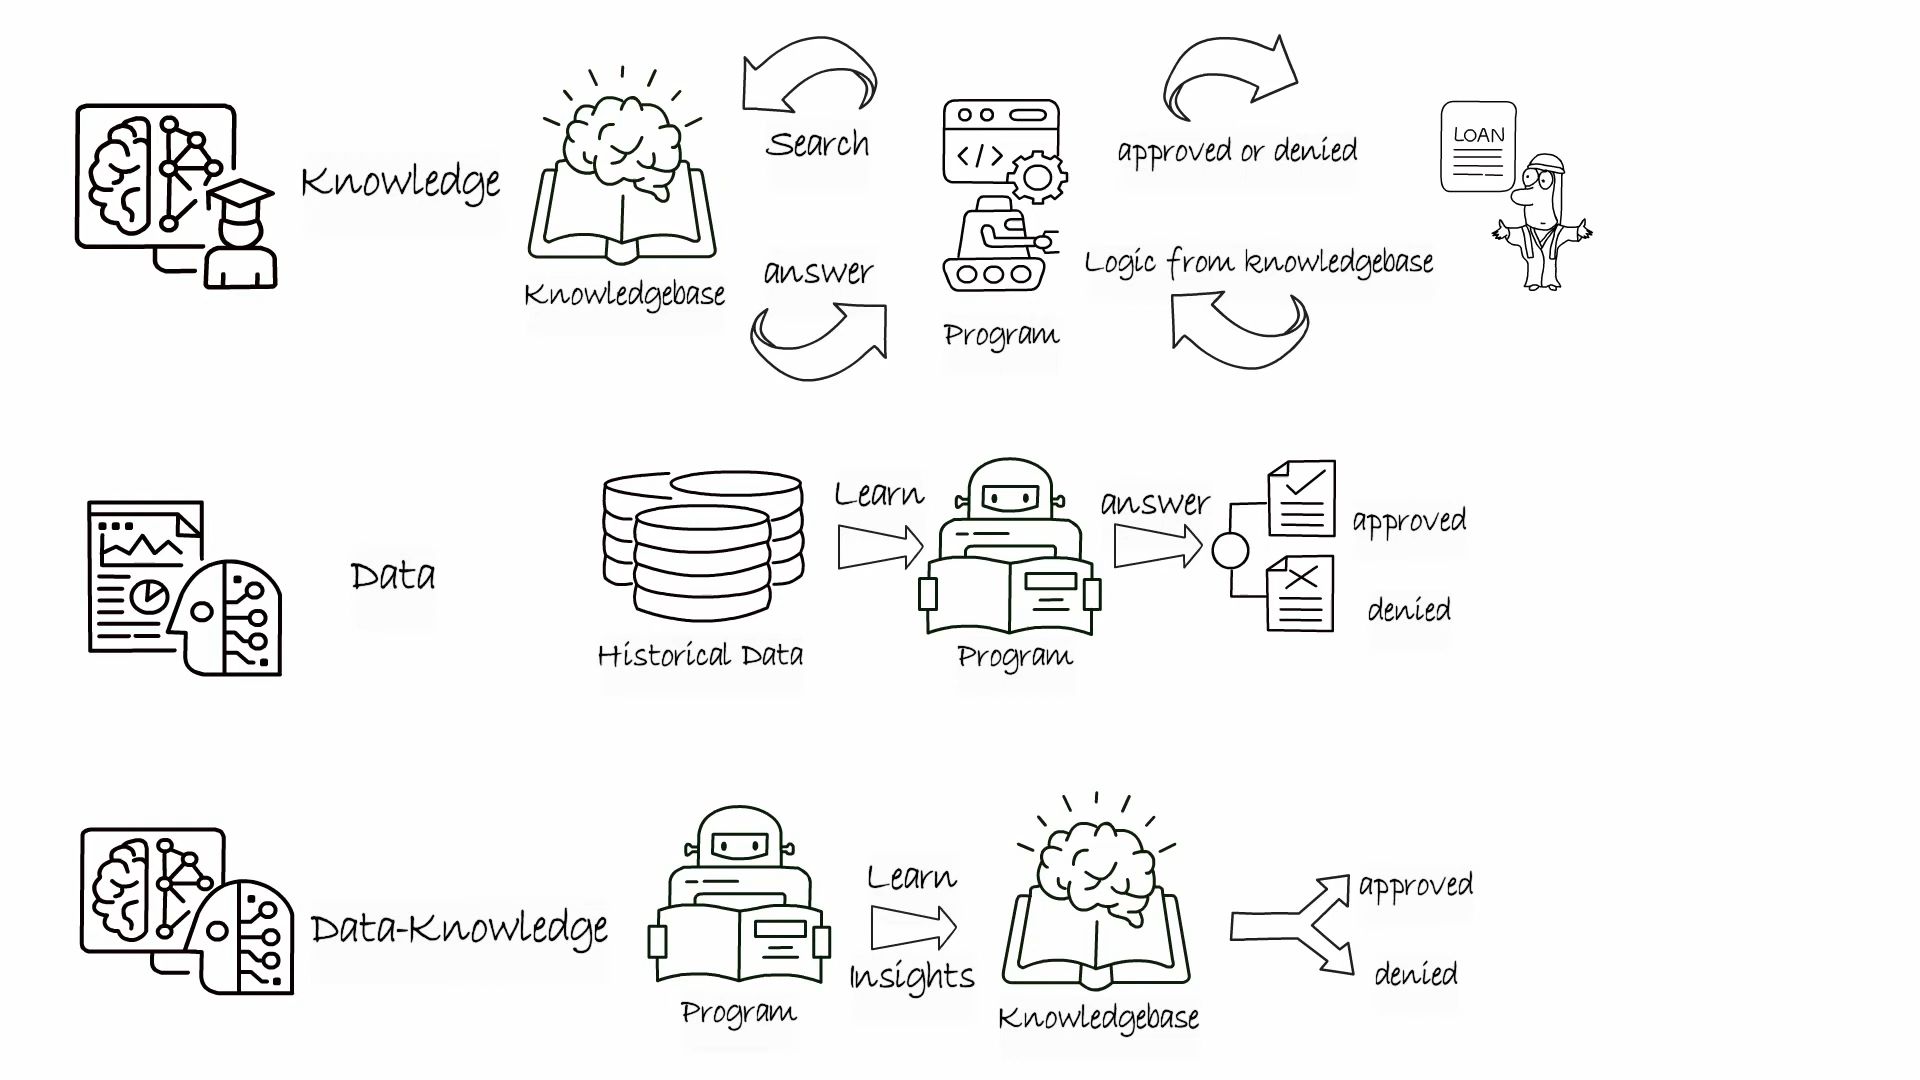 Knowledge
Knowledgebase
Search
answer
</>
Program
approved or denied
Logic from knowledgebase
LOAN
Data
Historical Data
Learn
Program
answer
approved
denied
Data-Knowledge
Program
Learn
Insights
Knowledgebase
approved
denied